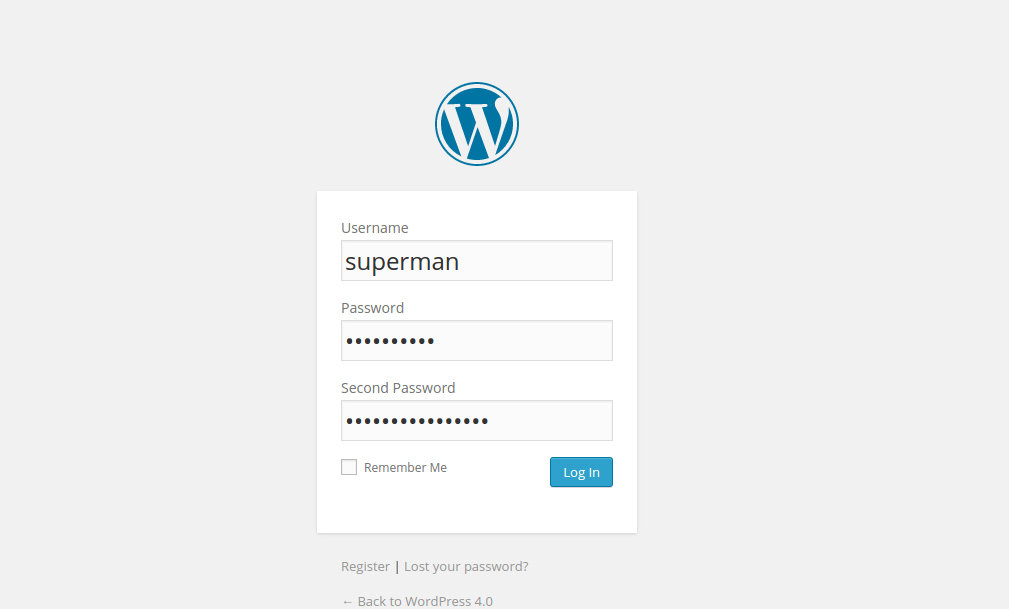 Username
superman
Password
••••••••••
Second Password
••••••••••••••••
Remember Me
Log In
Register | Lost your password?
← Back to WordPress 4.0